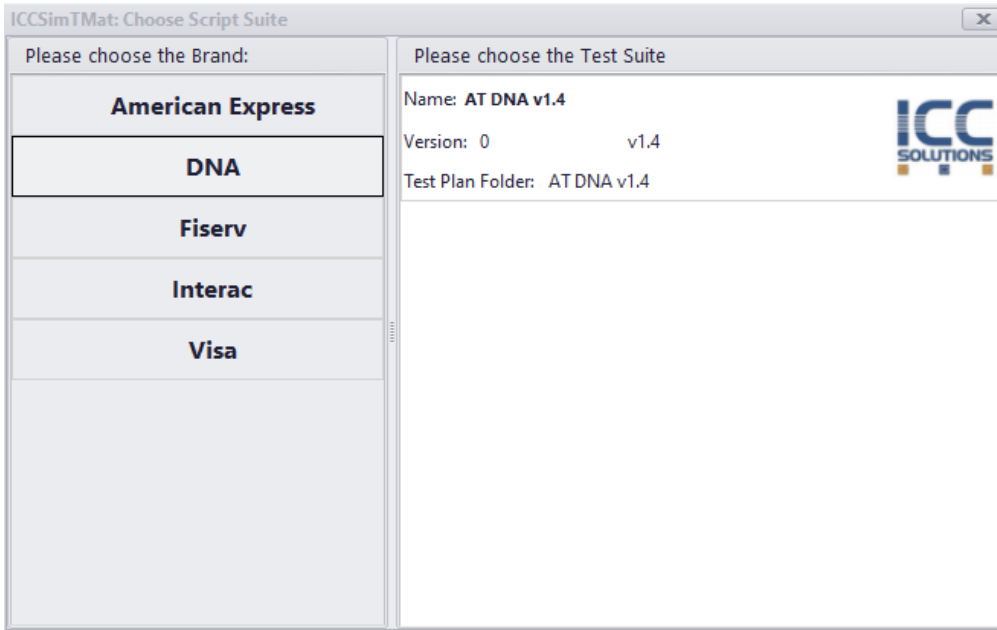 ICCSimTMat: Choose Script Suite
Please choose the Brand:
American Express
DNA
Fiserv
Interac
Visa
Please choose the Test Suite
Name: AT DNA v1.4
Version: 0 v1.4
Test Plan Folder: AT DNA v1.4
ICC
SOLUTIONS